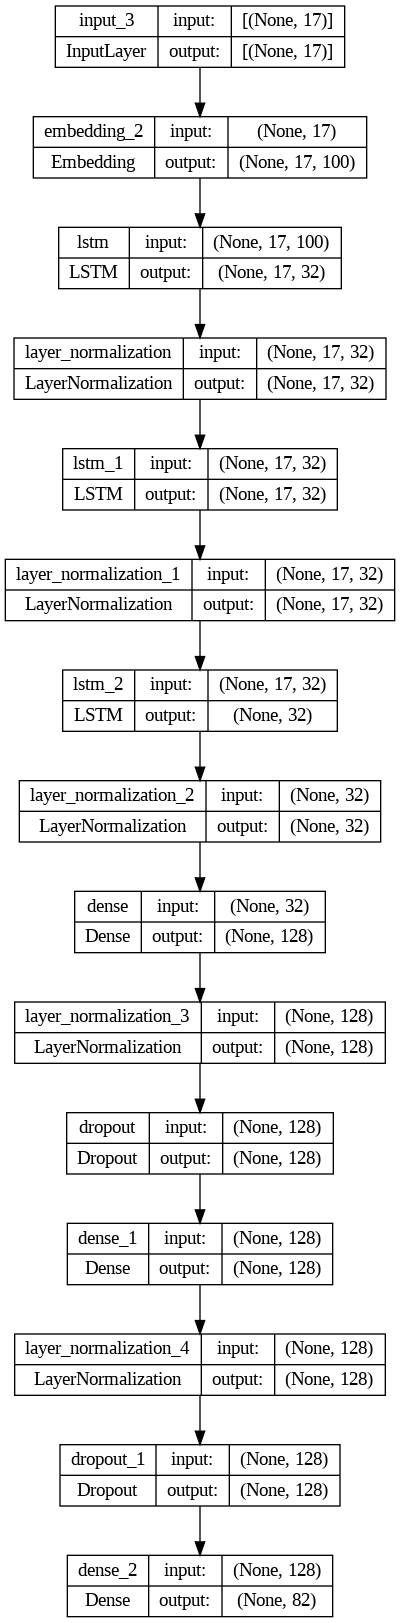 input_3 input: [(None, 17)]
InputLayer output: [(None, 17)]
embedding_2 input: (None, 17)
Embedding output: (None, 17, 100)
lstm input: (None, 17, 100)
LSTM output: (None, 17, 32)
layer_normalization input: (None, 17, 32)
LayerNormalization output: (None, 17, 32)
lstm_1 input: (None, 17, 32)
LSTM output: (None, 17, 32)
layer_normalization_1 input: (None, 17, 32)
LayerNormalization output: (None, 17, 32)
lstm_2 input: (None, 17, 32)
LSTM output: (None, 32)
layer_normalization_2 input: (None, 32)
LayerNormalization output: (None, 32)
dense input: (None, 32)
Dense output: (None, 128)
layer_normalization_3 input: (None, 128)
LayerNormalization output: (None, 128)
dropout input: (None, 128)
Dropout output: (None, 128)
dense_1 input: (None, 128)
Dense output: (None, 128)
layer_normalization_4 input: (None, 128)
LayerNormalization output: (None, 128)
dropout_1 input: (None, 128)
Dropout output: (None, 128)
dense_2 input: (None, 128)
Dense output: (None, 82)